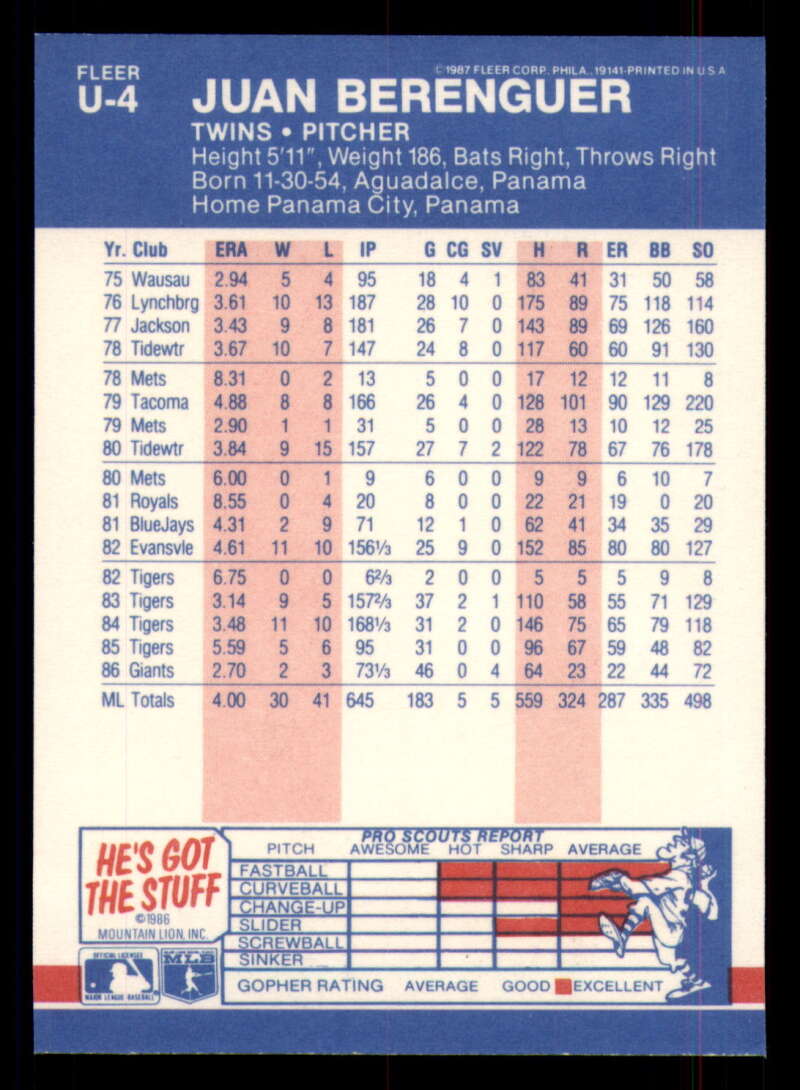 FLEER
U-4
©1987 FLEER CORP. PHILA., 19141-PRINTED IN U S A
JUAN BERENGUER
TWINS • PITCHER
Height 5'11", Weight 186, Bats Right, Throws Right
Born 11-30-54, Aguadalce, Panama
Home Panama City, Panama
Yr. Club ERA W L IP G CG SV H R ER BB SO
75 Wausau 2.94 5 4 95 18 4 1 83 41 31 50 58
76 Lynchbrg 3.61 10 13 187 28 10 0 175 89 75 118 114
77 Jackson 3.43 9 8 181 26 7 0 143 89 69 126 160
78 Tidewtr 3.67 10 7 147 24 8 0 117 60 60 91 130
78 Mets 8.31 0 2 13 5 0 0 17 12 12 11 8
79 Tacoma 4.88 8 8 166 26 4 0 128 101 90 129 220
79 Mets 2.90 1 1 31 5 0 0 28 13 10 12 25
80 Tidewtr 3.84 9 15 157 27 7 2 122 78 67 76 178
80 Mets 6.00 0 1 9 6 0 0 9 9 6 10 7
81 Royals 8.55 0 4 20 8 0 0 22 21 19 0 20
81 BlueJays 4.31 2 9 71 12 1 0 62 41 34 35 29
82 Evansvle 4.61 11 10 156⅓ 25 9 0 152 85 80 80 127
82 Tigers 6.75 0 0 6⅔ 2 0 0 5 5 5 9 8
83 Tigers 3.14 9 5 157⅔ 37 2 1 110 58 55 71 129
84 Tigers 3.48 11 10 168⅓ 31 2 0 146 75 65 79 118
85 Tigers 5.59 5 6 95 31 0 0 96 67 59 48 82
86 Giants 2.70 2 3 73⅓ 46 0 4 64 23 22 44 72
ML Totals 4.00 30 41 645 183 5 5 559 324 287 335 498
HE'S GOT
THE STUFF
©1986
MOUNTAIN LION, INC.
OFFICIAL LICENSEE
MAJOR LEAGUE BASEBALL
MLB
PRO SCOUTS REPORT
PITCH AWESOME HOT SHARP AVERAGE
FASTBALL
CURVEBALL
CHANGE-UP
SLIDER
SCREWBALL
SINKER
GOPHER RATING AVERAGE GOOD EXCELLENT